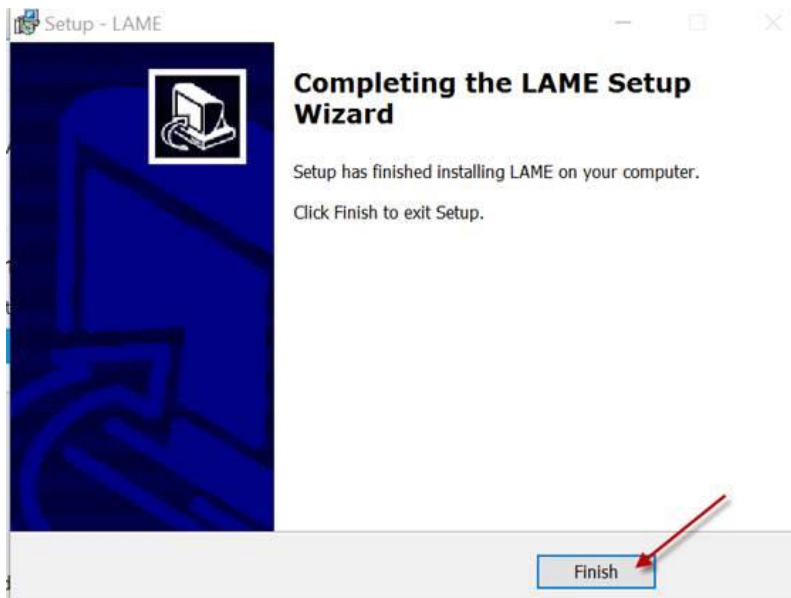 Setup - LAME
Completing the LAME Setup
Wizard
Setup has finished installing LAME on your computer.
Click Finish to exit Setup.
Finish